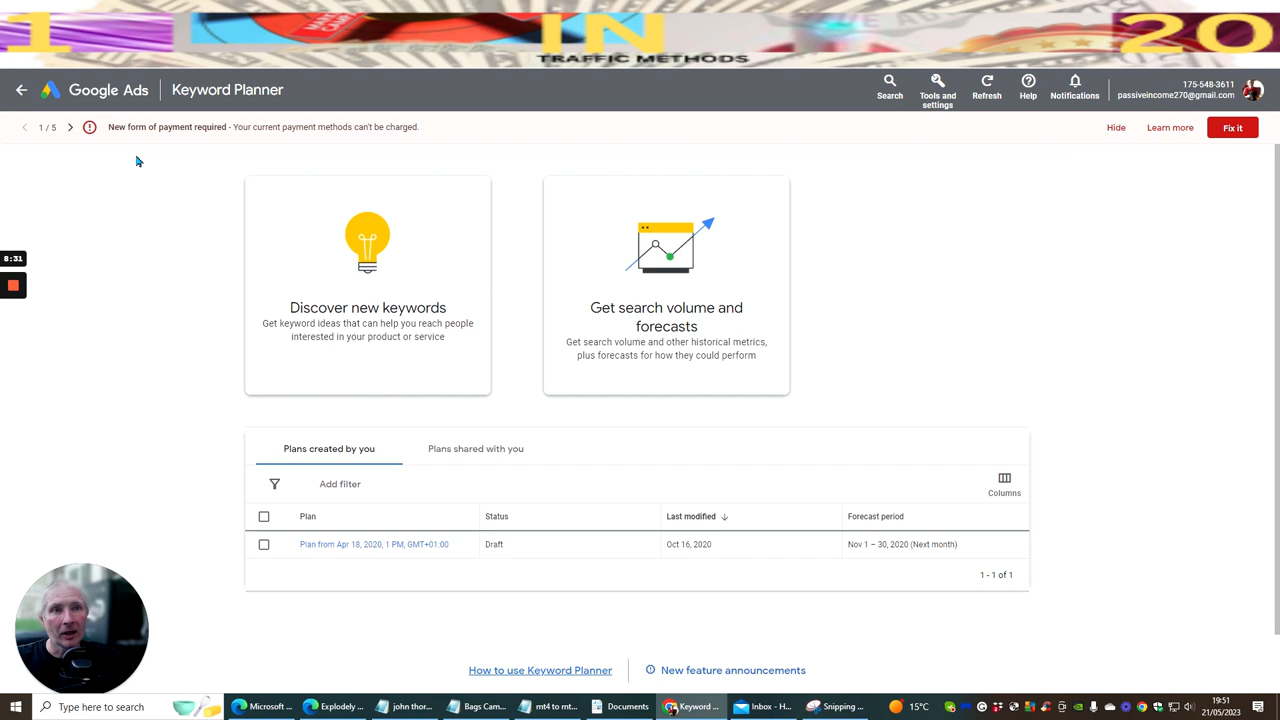 1 IN 20
TRAFFIC METHODS
Google Ads Keyword Planner
Search
Tools and
settings
Refresh
Help
Notifications
175-548-3611
passiveincome270@gmail.com
1 / 5
New form of payment required - Your current payment methods can't be charged.
Hide
Learn more
Fix it
8:31
Discover new keywords
Get keyword ideas that can help you reach people
interested in your product or service
Get search volume and
forecasts
Get search volume and other historical metrics,
plus forecasts for how they could perform
Plans created by you
Plans shared with you
Add filter
Columns
Plan Status Last modified Forecast period
Plan from Apr 18, 2020, 1 PM, GMT+01:00 Draft Oct 16, 2020 Nov 1 – 30, 2020 (Next month)
1 - 1 of 1
How to use Keyword Planner
New feature announcements
Type here to search
Microsoft ...
Explodely ...
john thor...
Bags Cam...
mt4 to mt...
Documents
Keyword ...
Inbox - H...
Snipping ...
15°C
19:51
21/05/2023